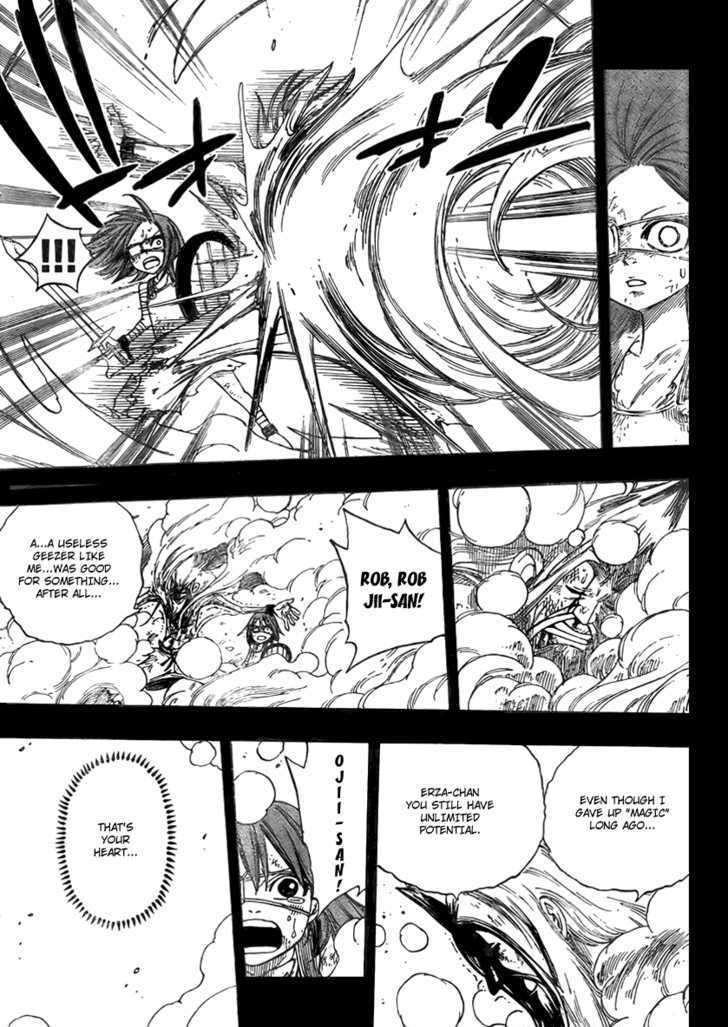 !!!
ROB, ROB
JII-SAN!
A...A USELESS
GEEZER LIKE
ME...WAS GOOD
FOR SOMETHING...
AFTER ALL...
EVEN THOUGH I
GAVE UP "MAGIC"
LONG AGO...
ERZA-CHAN
YOU STILL HAVE
UNLIMITED
POTENTIAL.
OJII-SAN!
THAT'S
YOUR
HEART...